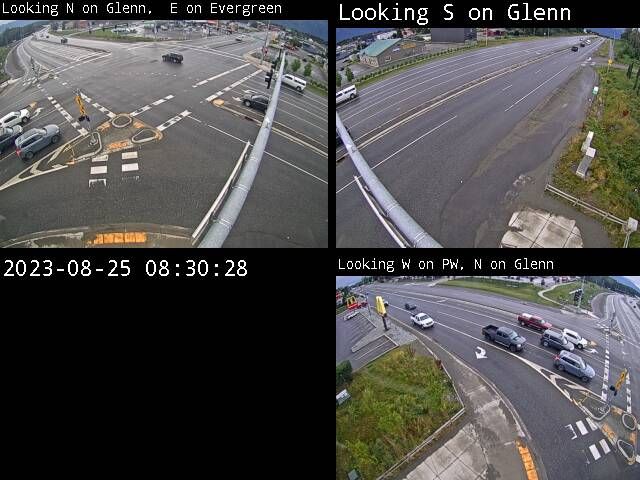 Looking N on Glenn, E on Evergreen
Looking S on Glenn
2023-08-25 08:30:28
Looking W on PW, N on Glenn